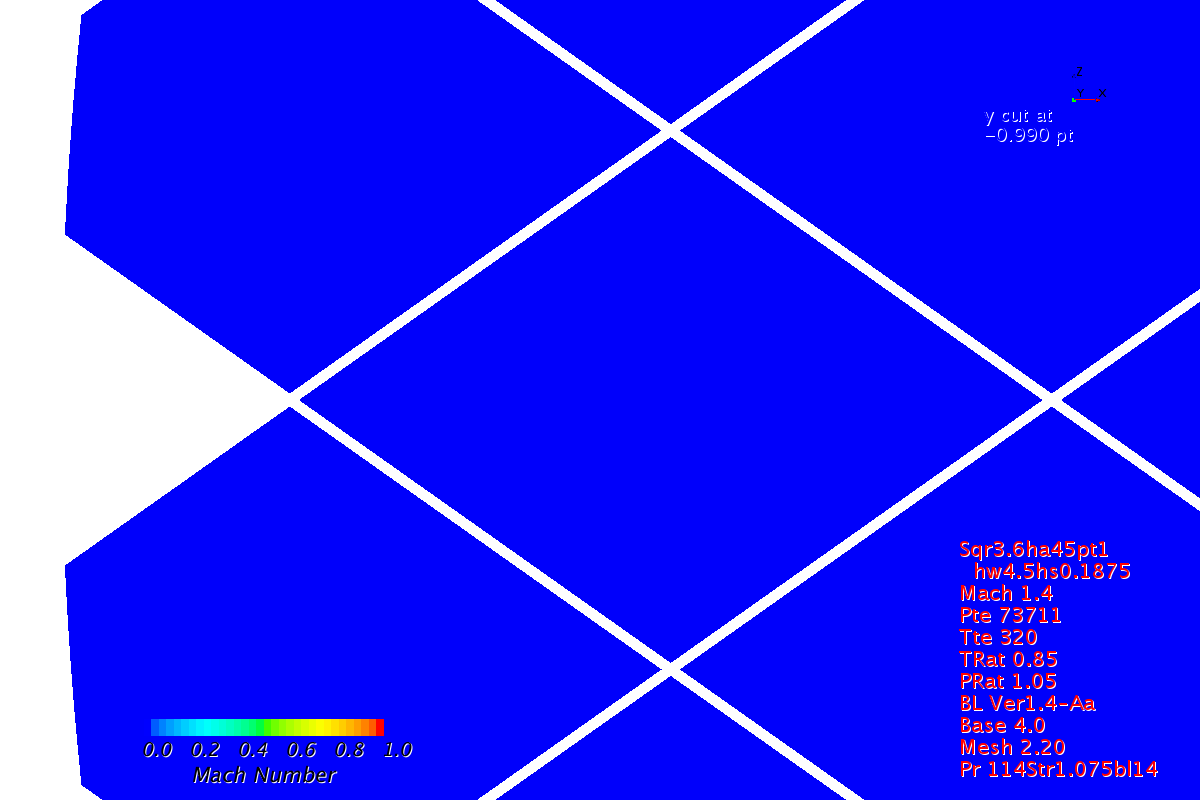 Z
Y X
y cut at
−0.990 pt
Sqr3.6ha45pt1
hw4.5hs0.1875
Mach 1.4
Pte 73711
Tte 320
TRat 0.85
PRat 1.05
BL Ver1.4−Aa
Base 4.0
Mesh 2.20
Pr 114Str1.075bl14
0.0 0.2 0.4 0.6 0.8 1.0
Mach Number